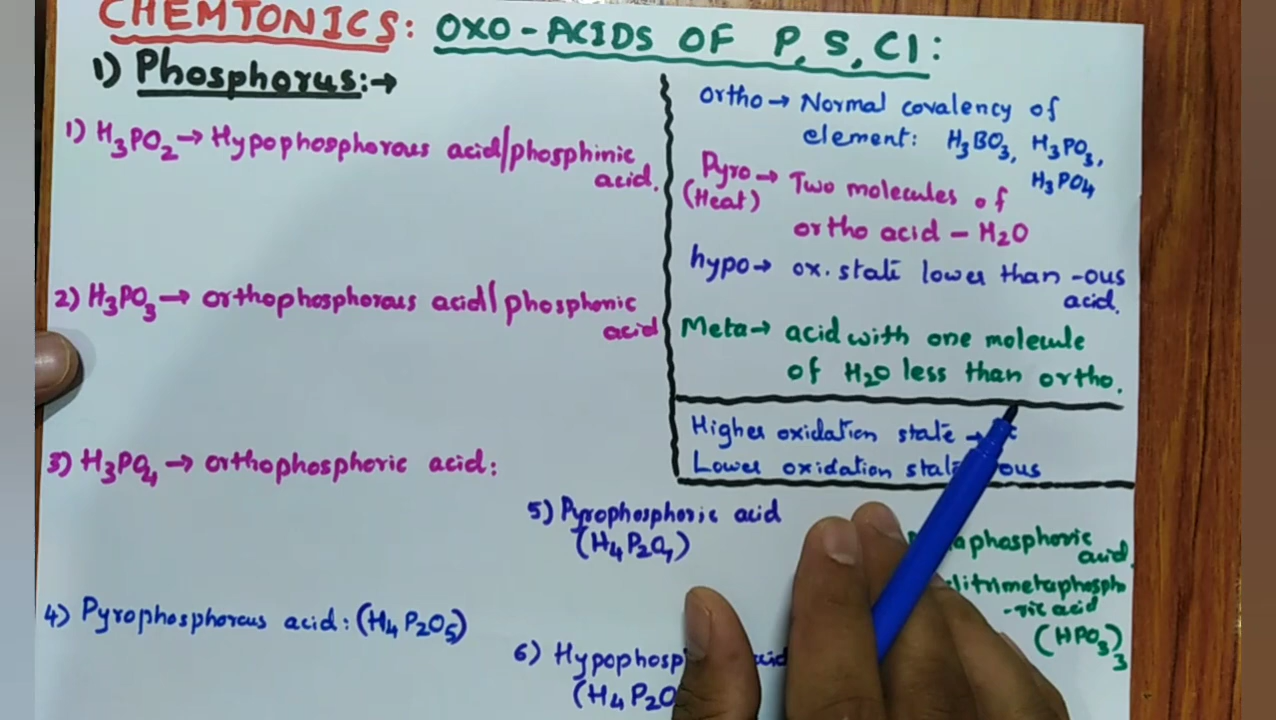 CHEMTONICS: OXO-ACIDS OF P, S, Cl:
1) Phosphorus:→
1) H₃PO₂ → Hypophosphorous acid/phosphinic
acid.
2) H₃PO₃ → orthophosphorous acid/phosphonic
acid
3) H₃PO₄ → orthophosphoric acid:
4) Pyrophosphorous acid: (H₄P₂O₅)
ortho → Normal covalency of
element: H₃BO₃, H₃PO₃,
H₃PO₄
Pyro → Two molecules of
(Heat)
ortho acid – H₂O
hypo → ox. state lower than -ous
acid.
Meta → acid with one molecule
of H₂O less than ortho.
Higher oxidation state →
Lower oxidation state ous
5) Pyrophosphoric acid
(H₄P₂O₇)
6) Hypophosp
(H₄P₂O
aphosphoric
acid.
litrimetaphospho
-ric acid
(HPO₃)₃